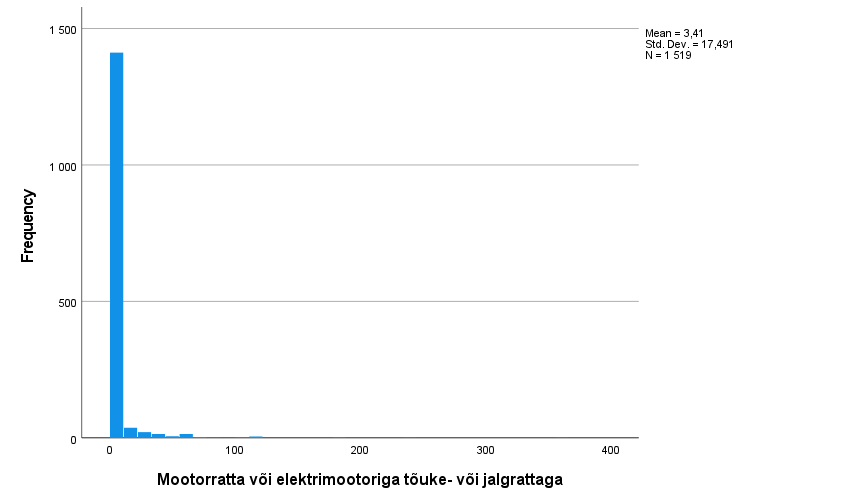 Mean = 3,41
Std. Dev. = 17,491
N = 1 519
Frequency
1 500
1 000
500
0
0 100 200 300 400
Mootorratta või elektrimootoriga tõuke- või jalgrattaga